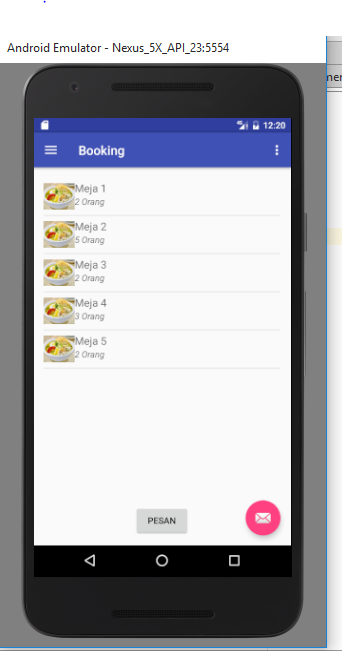 Android Emulator - Nexus_5X_API_23:5554
12:20
Booking
Meja 1
2 Orang
Meja 2
5 Orang
Meja 3
2 Orang
Meja 4
3 Orang
Meja 5
2 Orang
PESAN